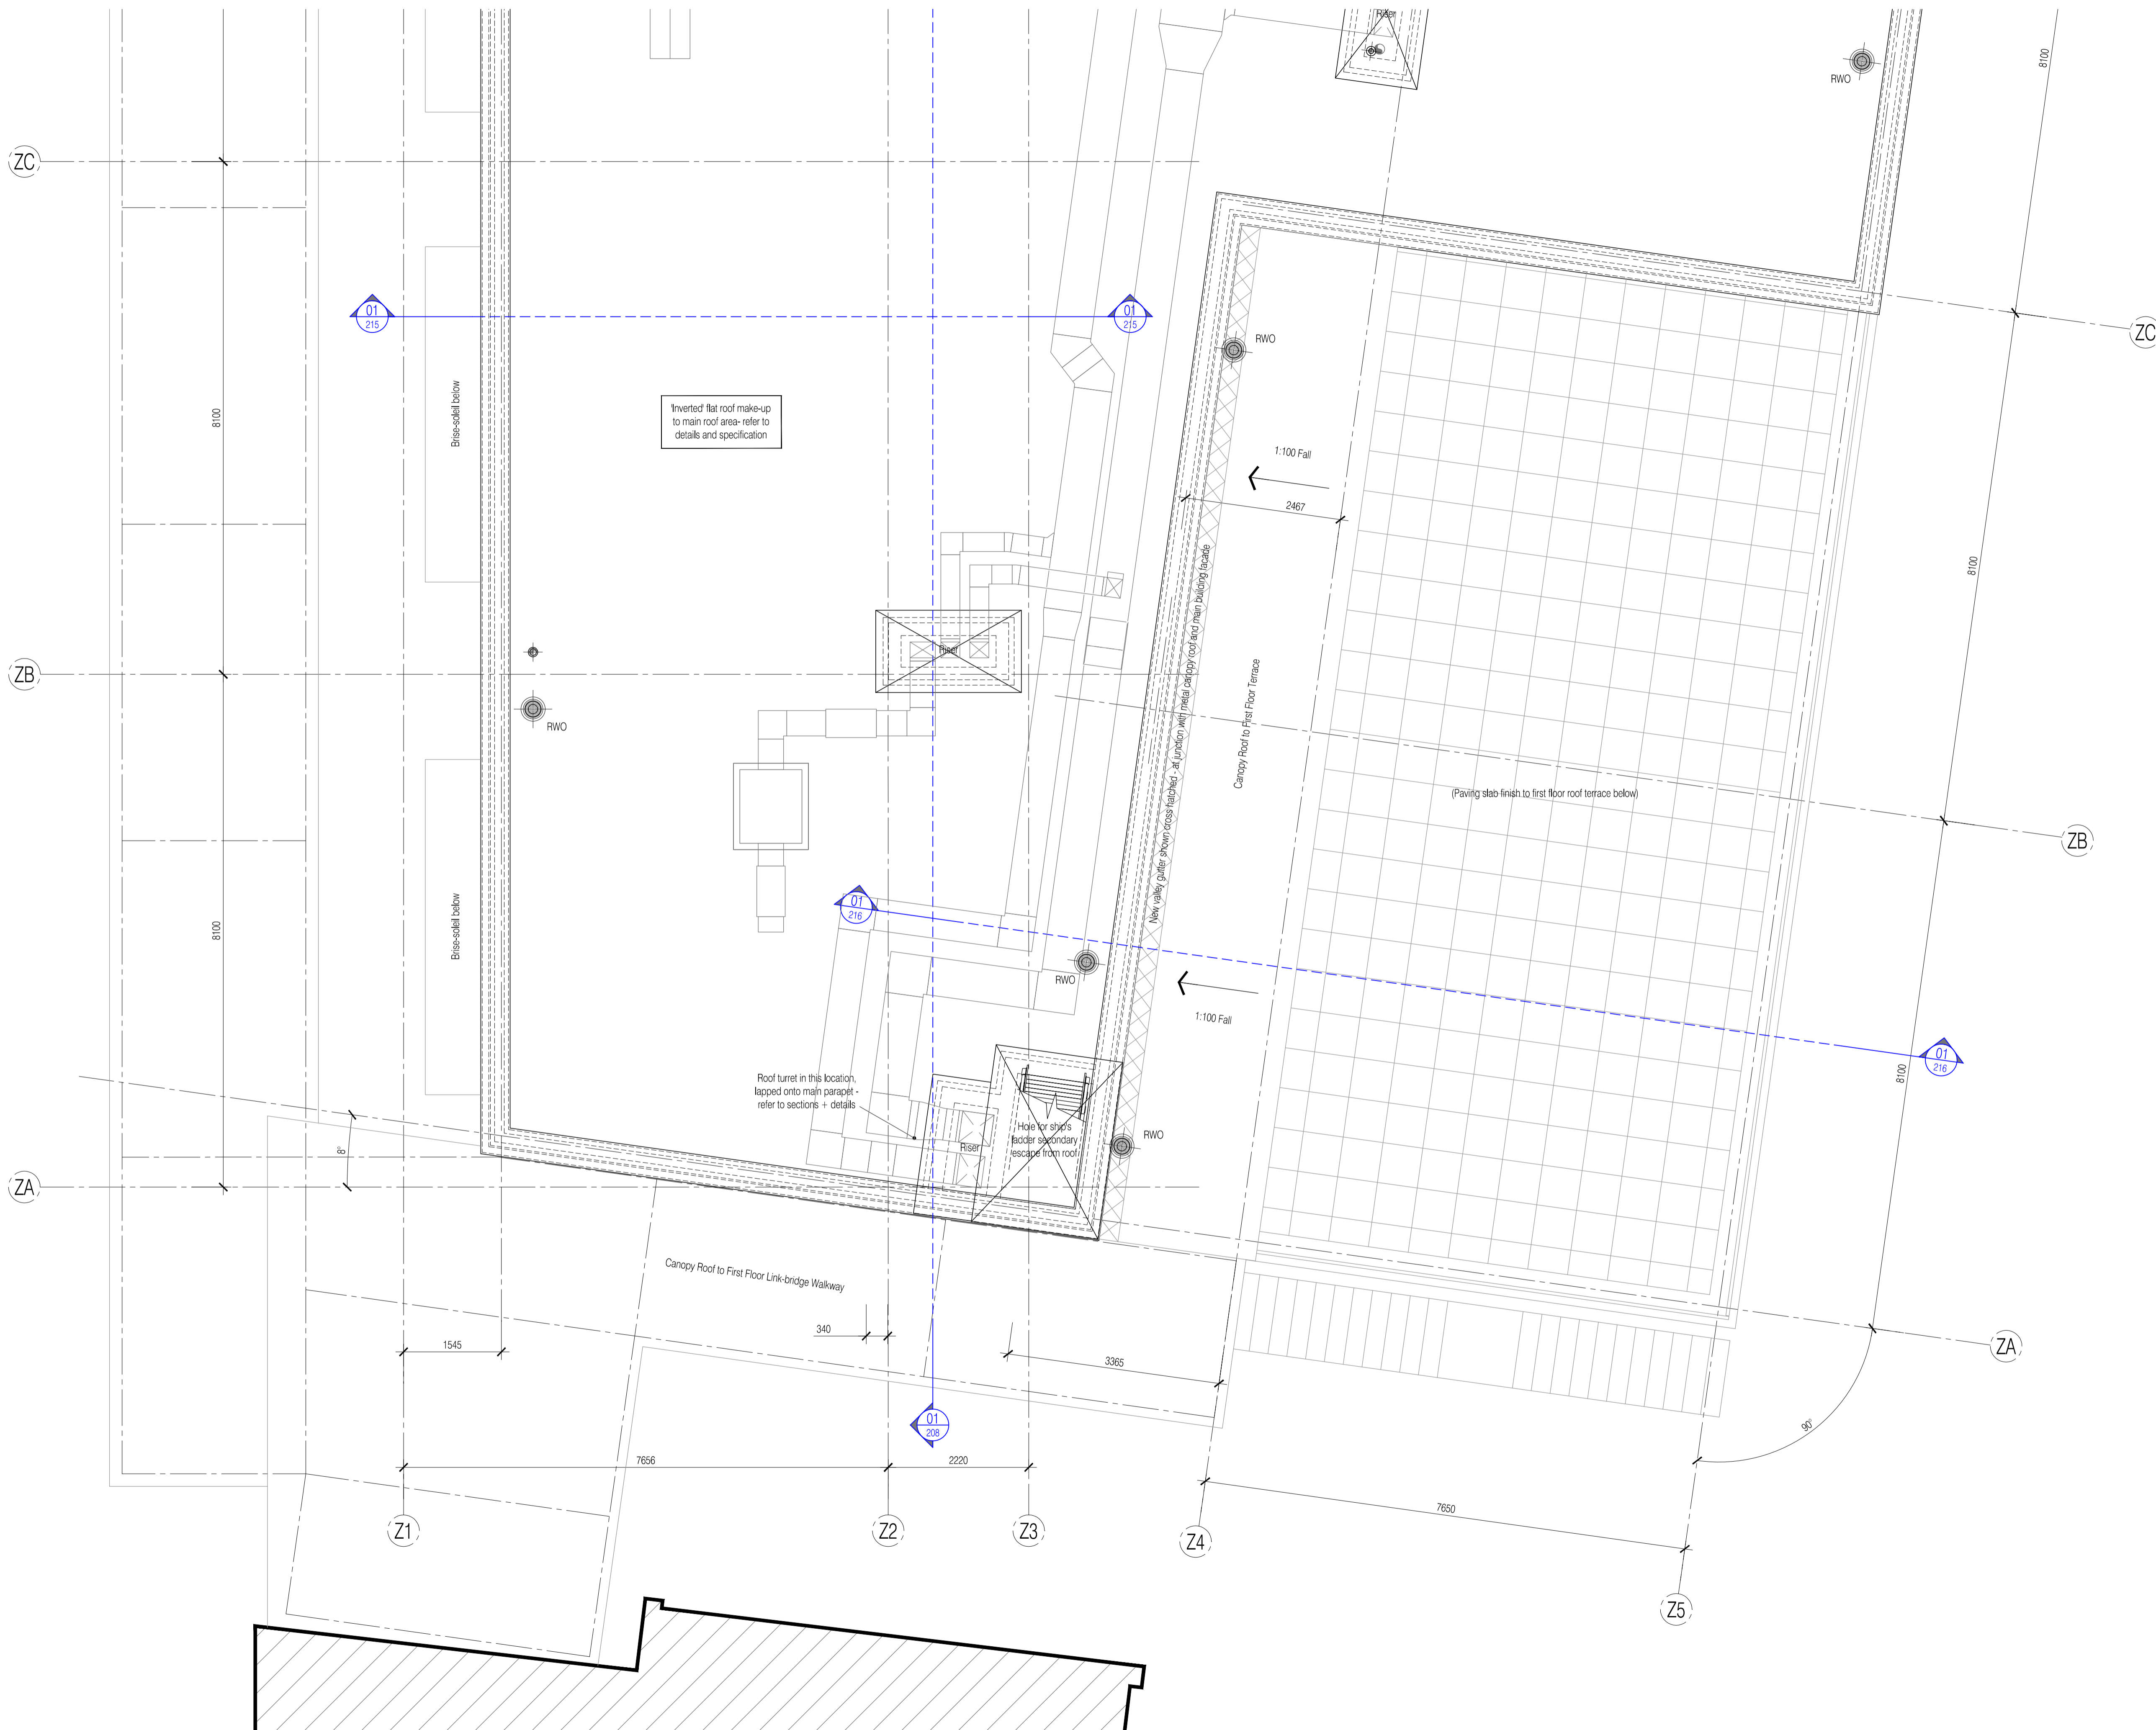 Riser
RWO
8100
ZC
01
215
01
215
RWO
ZC
Brise-soleil below
8100
'Inverted' flat roof make-up
to main roof area- refer to
details and specification
1:100 Fall
2467
New valley gutter shown cross hatched - at junction with metal canopy roof and main building facade
Canopy Roof to First Floor Terrace
8100
Riser
ZB
RWO
(Paving slab finish to first floor roof terrace below)
ZB
Brise-soleil below
8100
01
216
RWO
1:100 Fall
01
216
8100
Roof turret in this location,
lapped onto main parapet -
refer to sections + details
Hole for ship's
ladder secondary
escape from roof
Riser
RWO
8°
ZA
Canopy Roof to First Floor Link-bridge Walkway
340
1545
3365
ZA
01
208
90°
7656
2220
7650
Z1
Z2
Z3
Z4
Z5